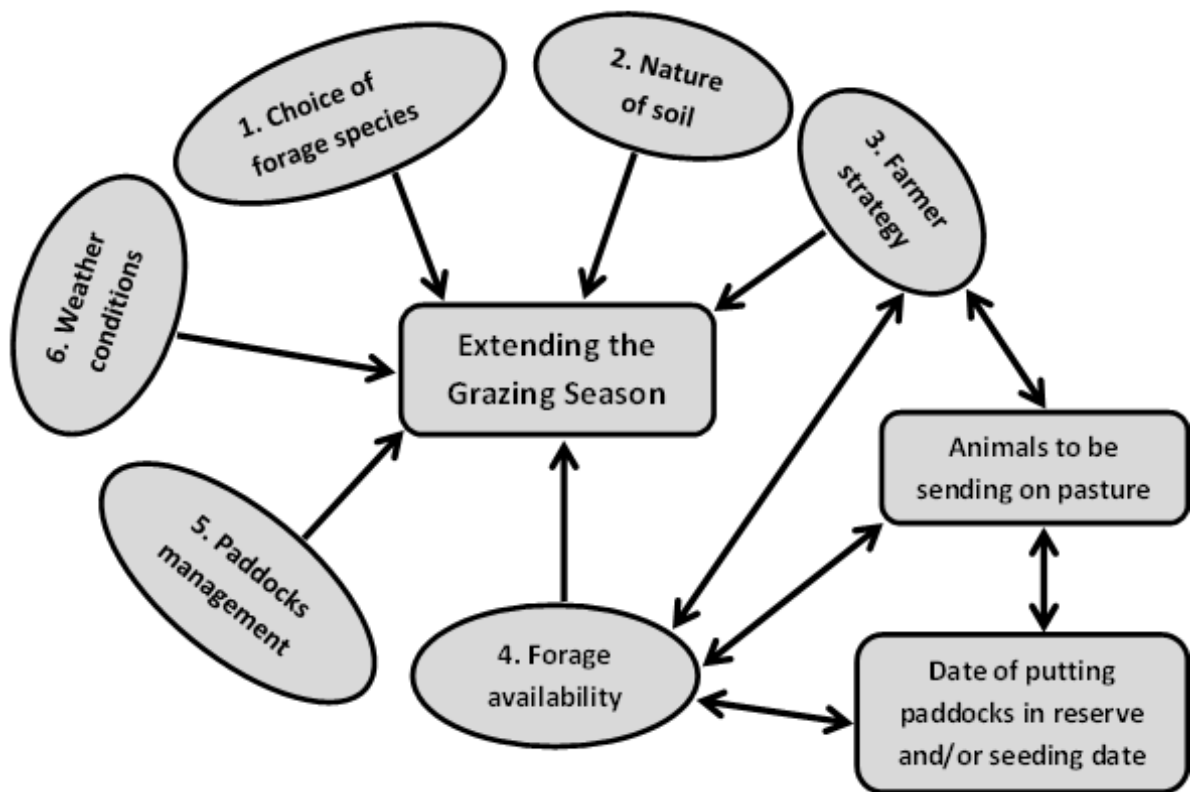 1. Choice of
forage species
2. Nature
of soil
3. Farmer
strategy
6. Weather
conditions
Extending the
Grazing Season
Animals to be
sending on pasture
5. Paddocks
management
4. Forage
availability
Date of putting
paddocks in reserve
and/or seeding date